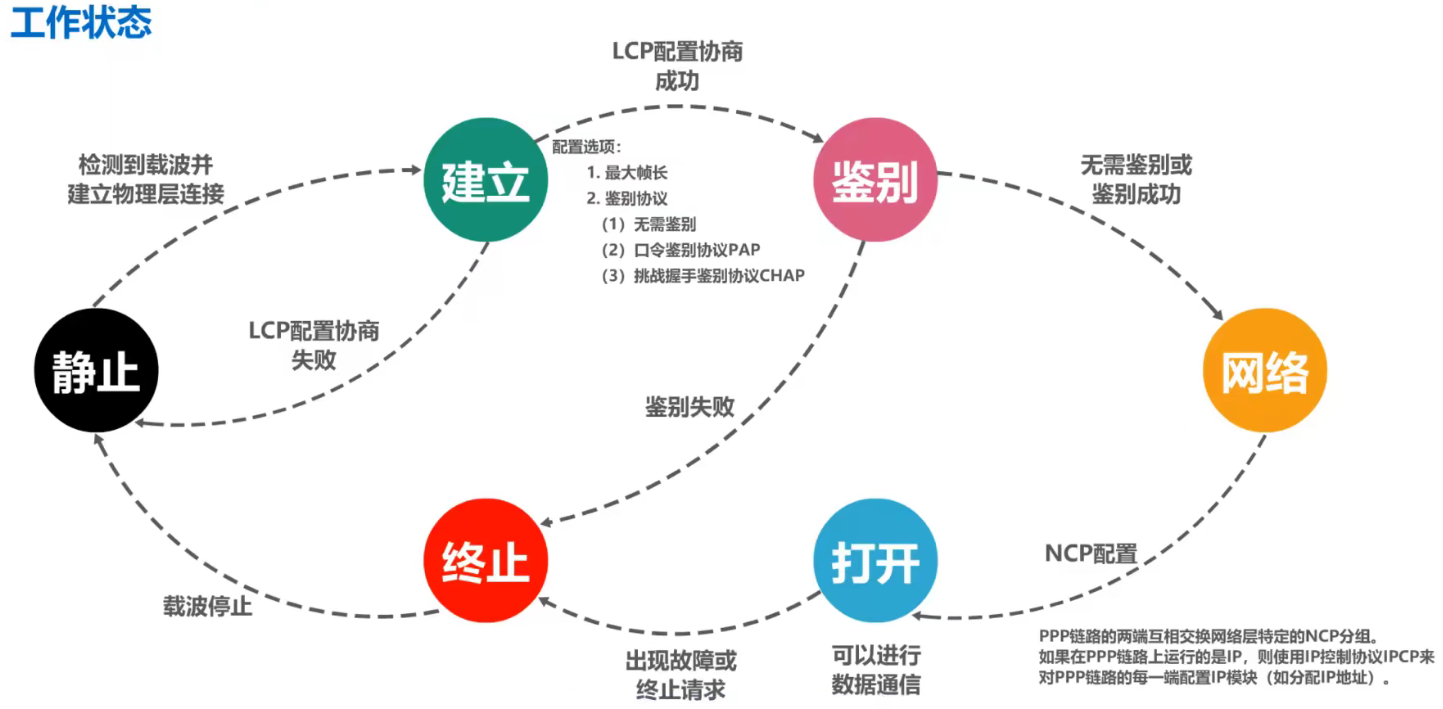 工作状态
LCP配置协商
成功
检测到载波并
建立物理层连接
建立
配置选项：
1. 最大帧长
2. 鉴别协议
（1）无需鉴别
（2）口令鉴别协议PAP
（3）挑战握手鉴别协议CHAP
鉴别
无需鉴别或
鉴别成功
静止
LCP配置协商
失败
鉴别失败
网络
终止
打开
NCP配置
载波停止
出现故障或
终止请求
可以进行
数据通信
PPP链路的两端互相交换网络层特定的NCP分组。
如果在PPP链路上运行的是IP，则使用IP控制协议IPCP来
对PPP链路的每一端配置IP模块（如分配IP地址）。